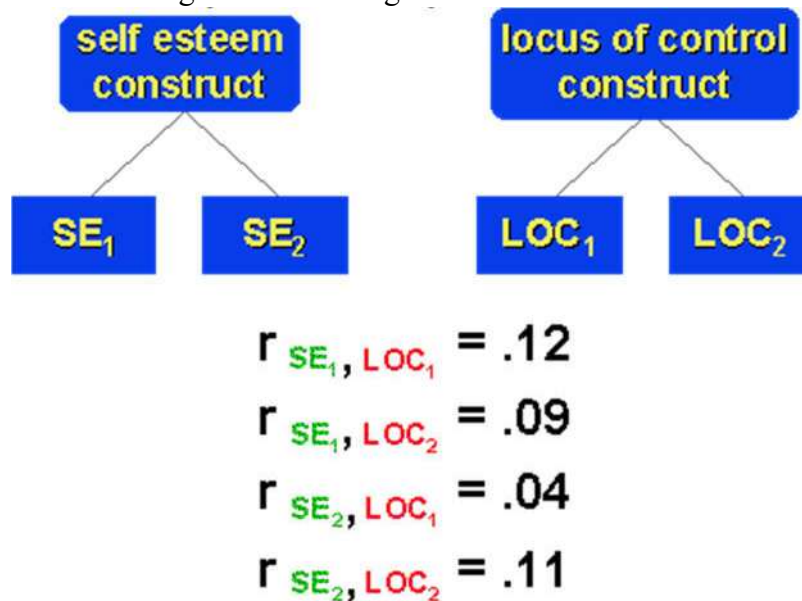 self esteem
construct
locus of control
construct
SE₁
SE₂
LOC₁
LOC₂
r SE₁, LOC₁ = .12
r SE₁, LOC₂ = .09
r SE₂, LOC₁ = .04
r SE₂, LOC₂ = .11